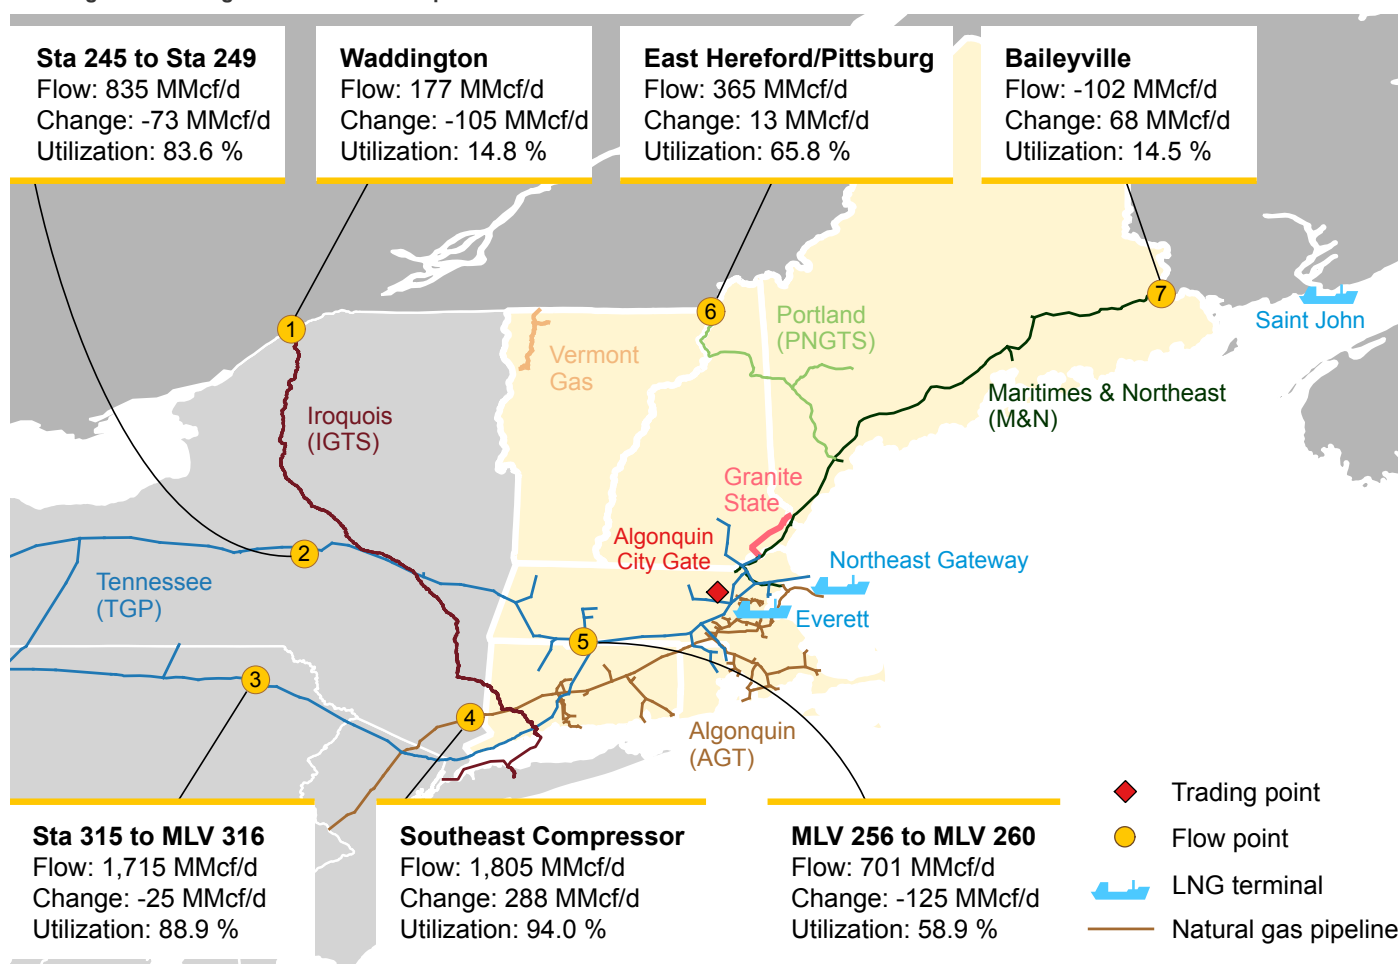 Sta 245 to Sta 249
Flow: 835 MMcf/d
Change: -73 MMcf/d
Utilization: 83.6 %
Waddington
Flow: 177 MMcf/d
Change: -105 MMcf/d
Utilization: 14.8 %
East Hereford/Pittsburg
Flow: 365 MMcf/d
Change: 13 MMcf/d
Utilization: 65.8 %
Baileyville
Flow: -102 MMcf/d
Change: 68 MMcf/d
Utilization: 14.5 %
1
6
7
Portland
(PNGTS)
Saint John
Vermont
Gas
Maritimes & Northeast
(M&N)
Iroquois
(IGTS)
Granite
State
Algonquin
City Gate
2
Northeast Gateway
Tennessee
(TGP)
Everett
5
3
4
Algonquin
(AGT)
Sta 315 to MLV 316
Flow: 1,715 MMcf/d
Change: -25 MMcf/d
Utilization: 88.9 %
Southeast Compressor
Flow: 1,805 MMcf/d
Change: 288 MMcf/d
Utilization: 94.0 %
MLV 256 to MLV 260
Flow: 701 MMcf/d
Change: -125 MMcf/d
Utilization: 58.9 %
Trading point
Flow point
LNG terminal
Natural gas pipeline